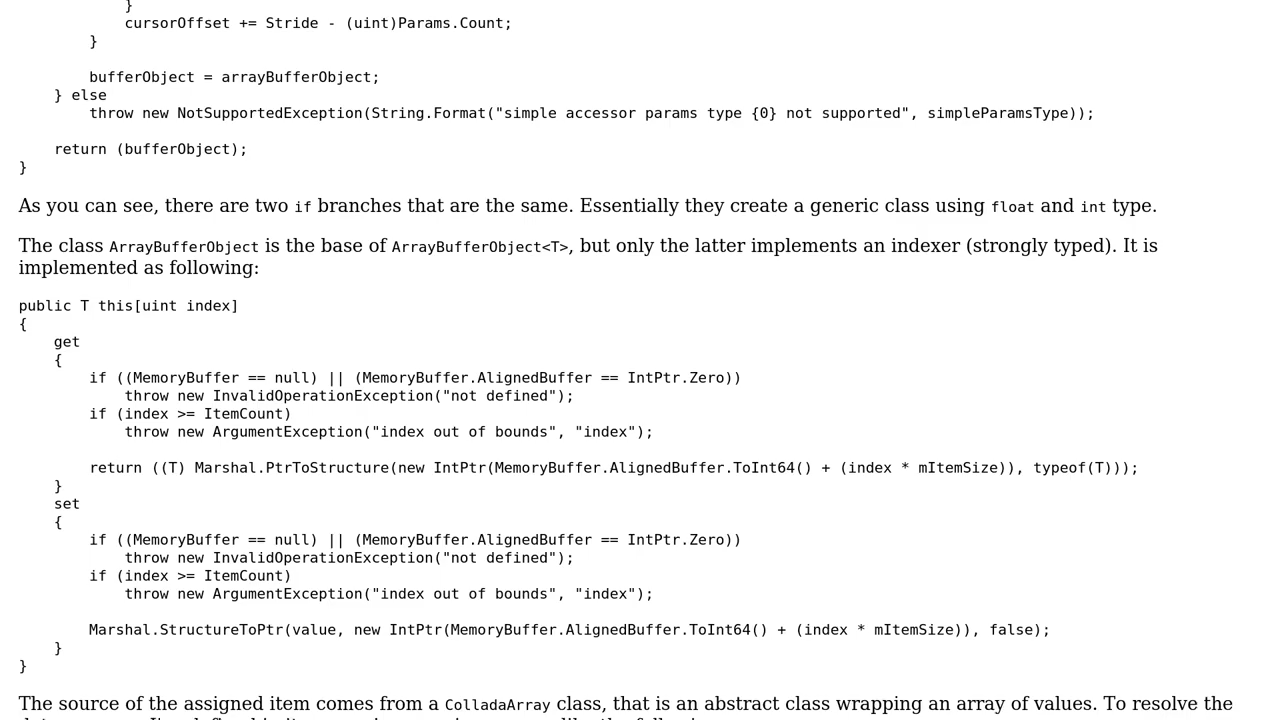 }
cursorOffset += Stride - (uint)Params.Count;
}
bufferObject = arrayBufferObject;
} else
throw new NotSupportedException(String.Format("simple accessor params type {0} not supported", simpleParamsType));
return (bufferObject);
}
As you can see, there are two if branches that are the same. Essentially they create a generic class using float and int type.
The class ArrayBufferObject is the base of ArrayBufferObject<T>, but only the latter implements an indexer (strongly typed). It is
implemented as following:
public T this[uint index]
{
get
{
if ((MemoryBuffer == null) || (MemoryBuffer.AlignedBuffer == IntPtr.Zero))
throw new InvalidOperationException("not defined");
if (index >= ItemCount)
throw new ArgumentException("index out of bounds", "index");
return ((T) Marshal.PtrToStructure(new IntPtr(MemoryBuffer.AlignedBuffer.ToInt64() + (index * mItemSize)), typeof(T)));
}
set
{
if ((MemoryBuffer == null) || (MemoryBuffer.AlignedBuffer == IntPtr.Zero))
throw new InvalidOperationException("not defined");
if (index >= ItemCount)
throw new ArgumentException("index out of bounds", "index");
Marshal.StructureToPtr(value, new IntPtr(MemoryBuffer.AlignedBuffer.ToInt64() + (index * mItemSize)), false);
}
}
The source of the assigned item comes from a ColladaArray class, that is an abstract class wrapping an array of values. To resolve the